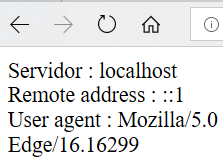 Servidor : localhost
Remote address : ::1
User agent : Mozilla/5.0
Edge/16.16299